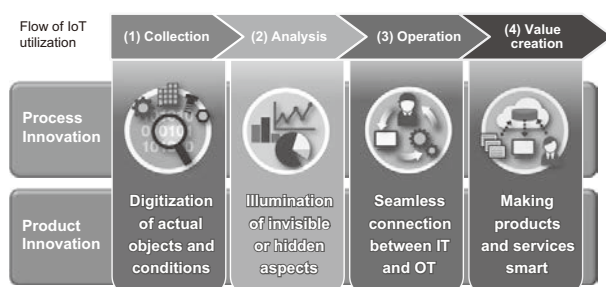 Flow of IoT
utilization
(1) Collection
(2) Analysis
(3) Operation
(4) Value
creation
Process
Innovation
Product
Innovation
01010
Digitization
of actual
objects and
conditions
Illumination
of invisible
or hidden
aspects
Seamless
connection
between IT
and OT
Making
products
and services
smart